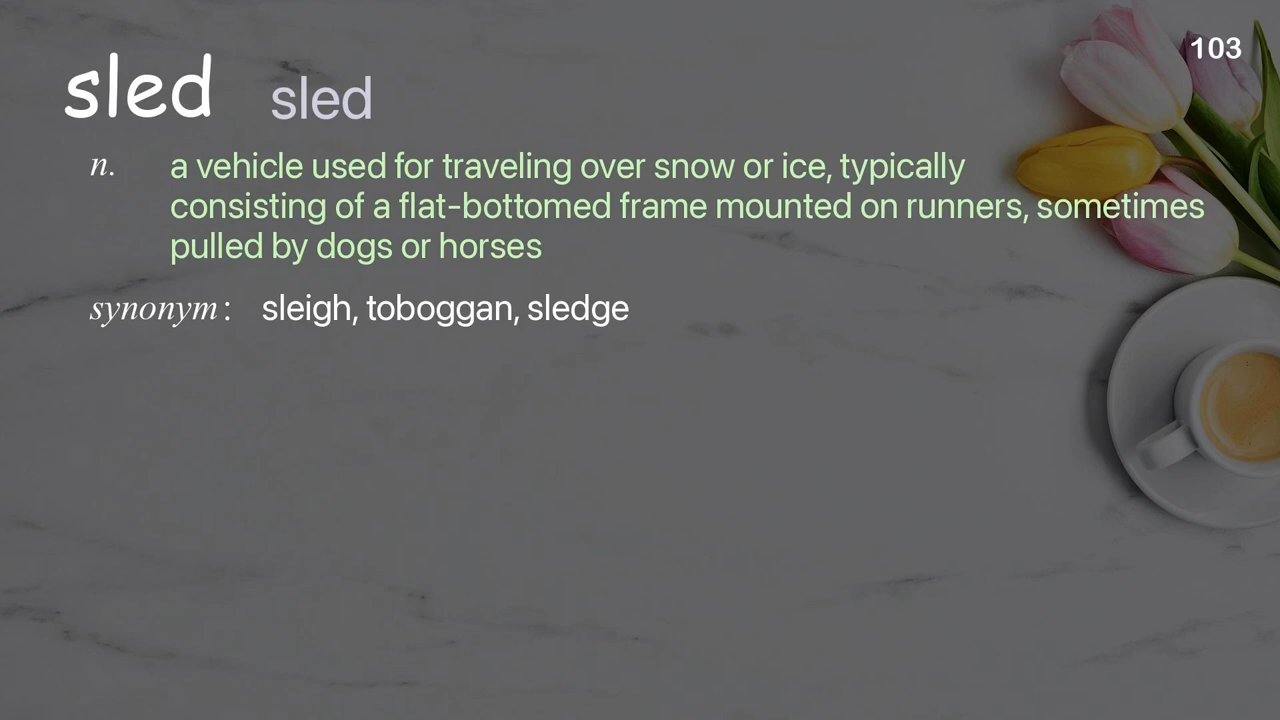 103
sled sled
n. a vehicle used for traveling over snow or ice, typically
consisting of a flat-bottomed frame mounted on runners, sometimes
pulled by dogs or horses
synonym: sleigh, toboggan, sledge